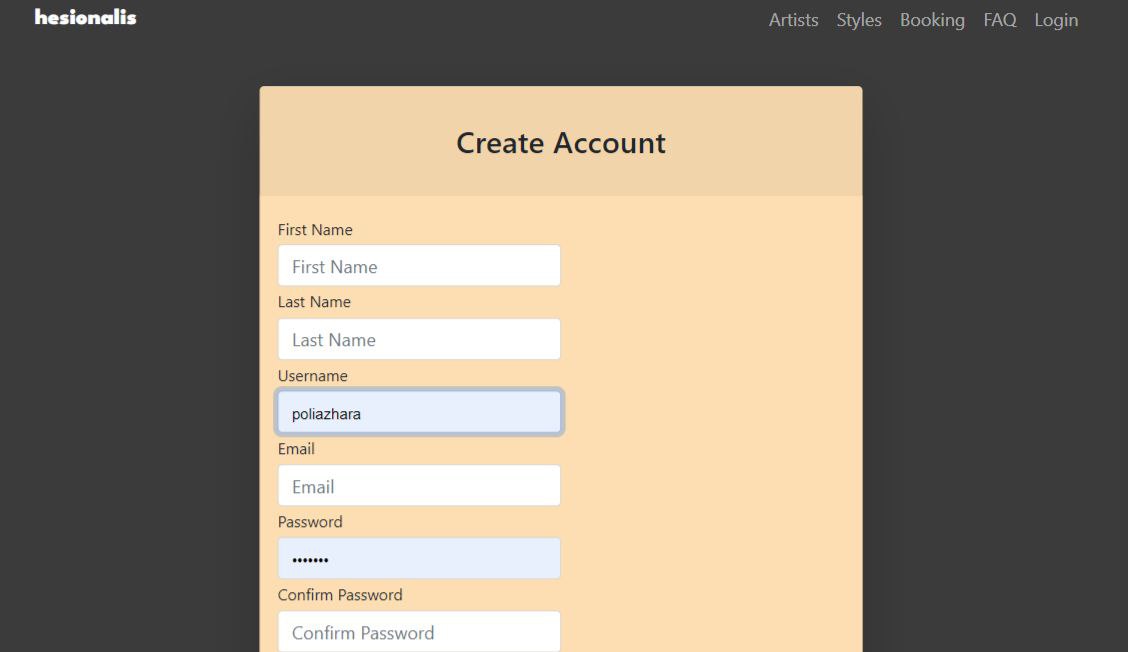 hesionalis
Artists Styles Booking FAQ Login
Create Account
First Name
First Name
Last Name
Last Name
Username
poliazhara
Email
Email
Password
•••••••
Confirm Password
Confirm Password